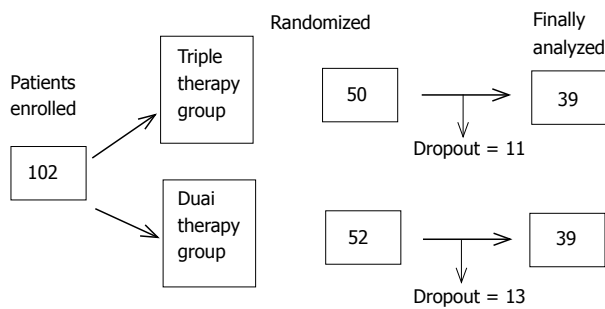 Patients
enrolled
102
Triple
therapy
group
Duai
therapy
group
Randomized
50
Dropout = 11
52
Dropout = 13
Finally
analyzed
39
39